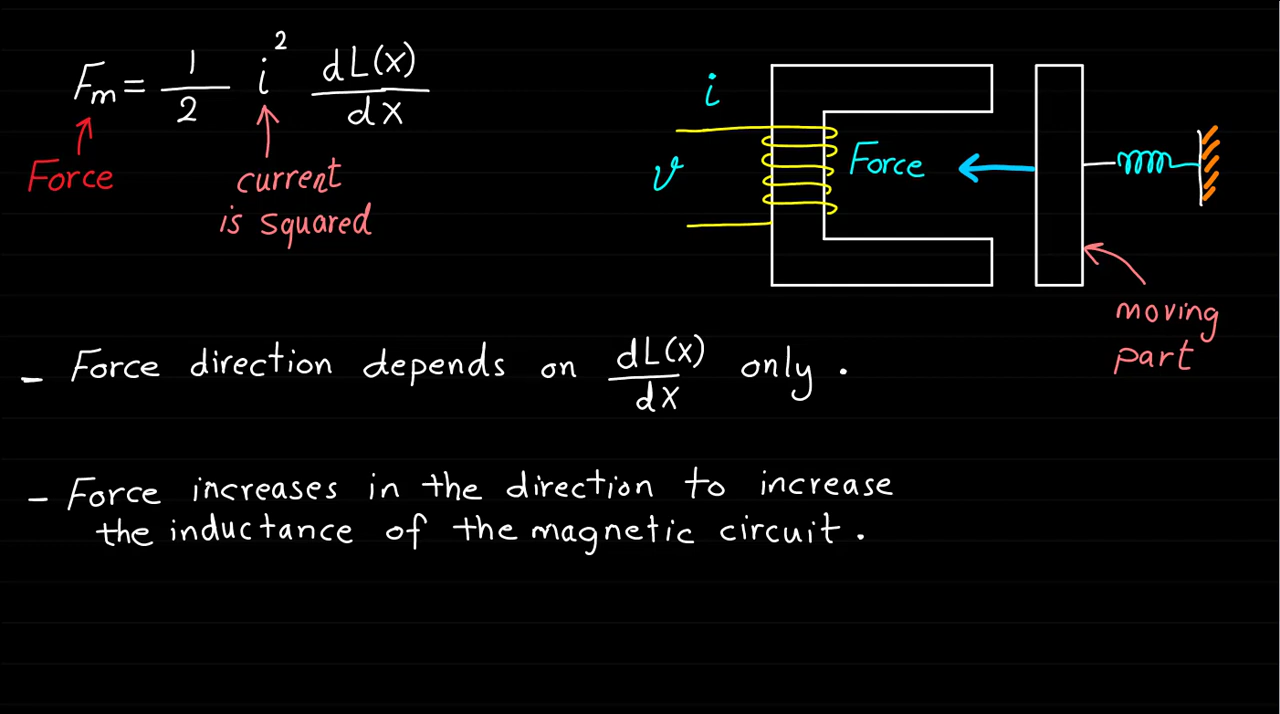 Fm = 1/2 i² dL(x)/dx
Force
current
is squared
i
v
Force
moving
part
- Force direction depends on dL(x)/dx only.
- Force increases in the direction to increase
the inductance of the magnetic circuit.